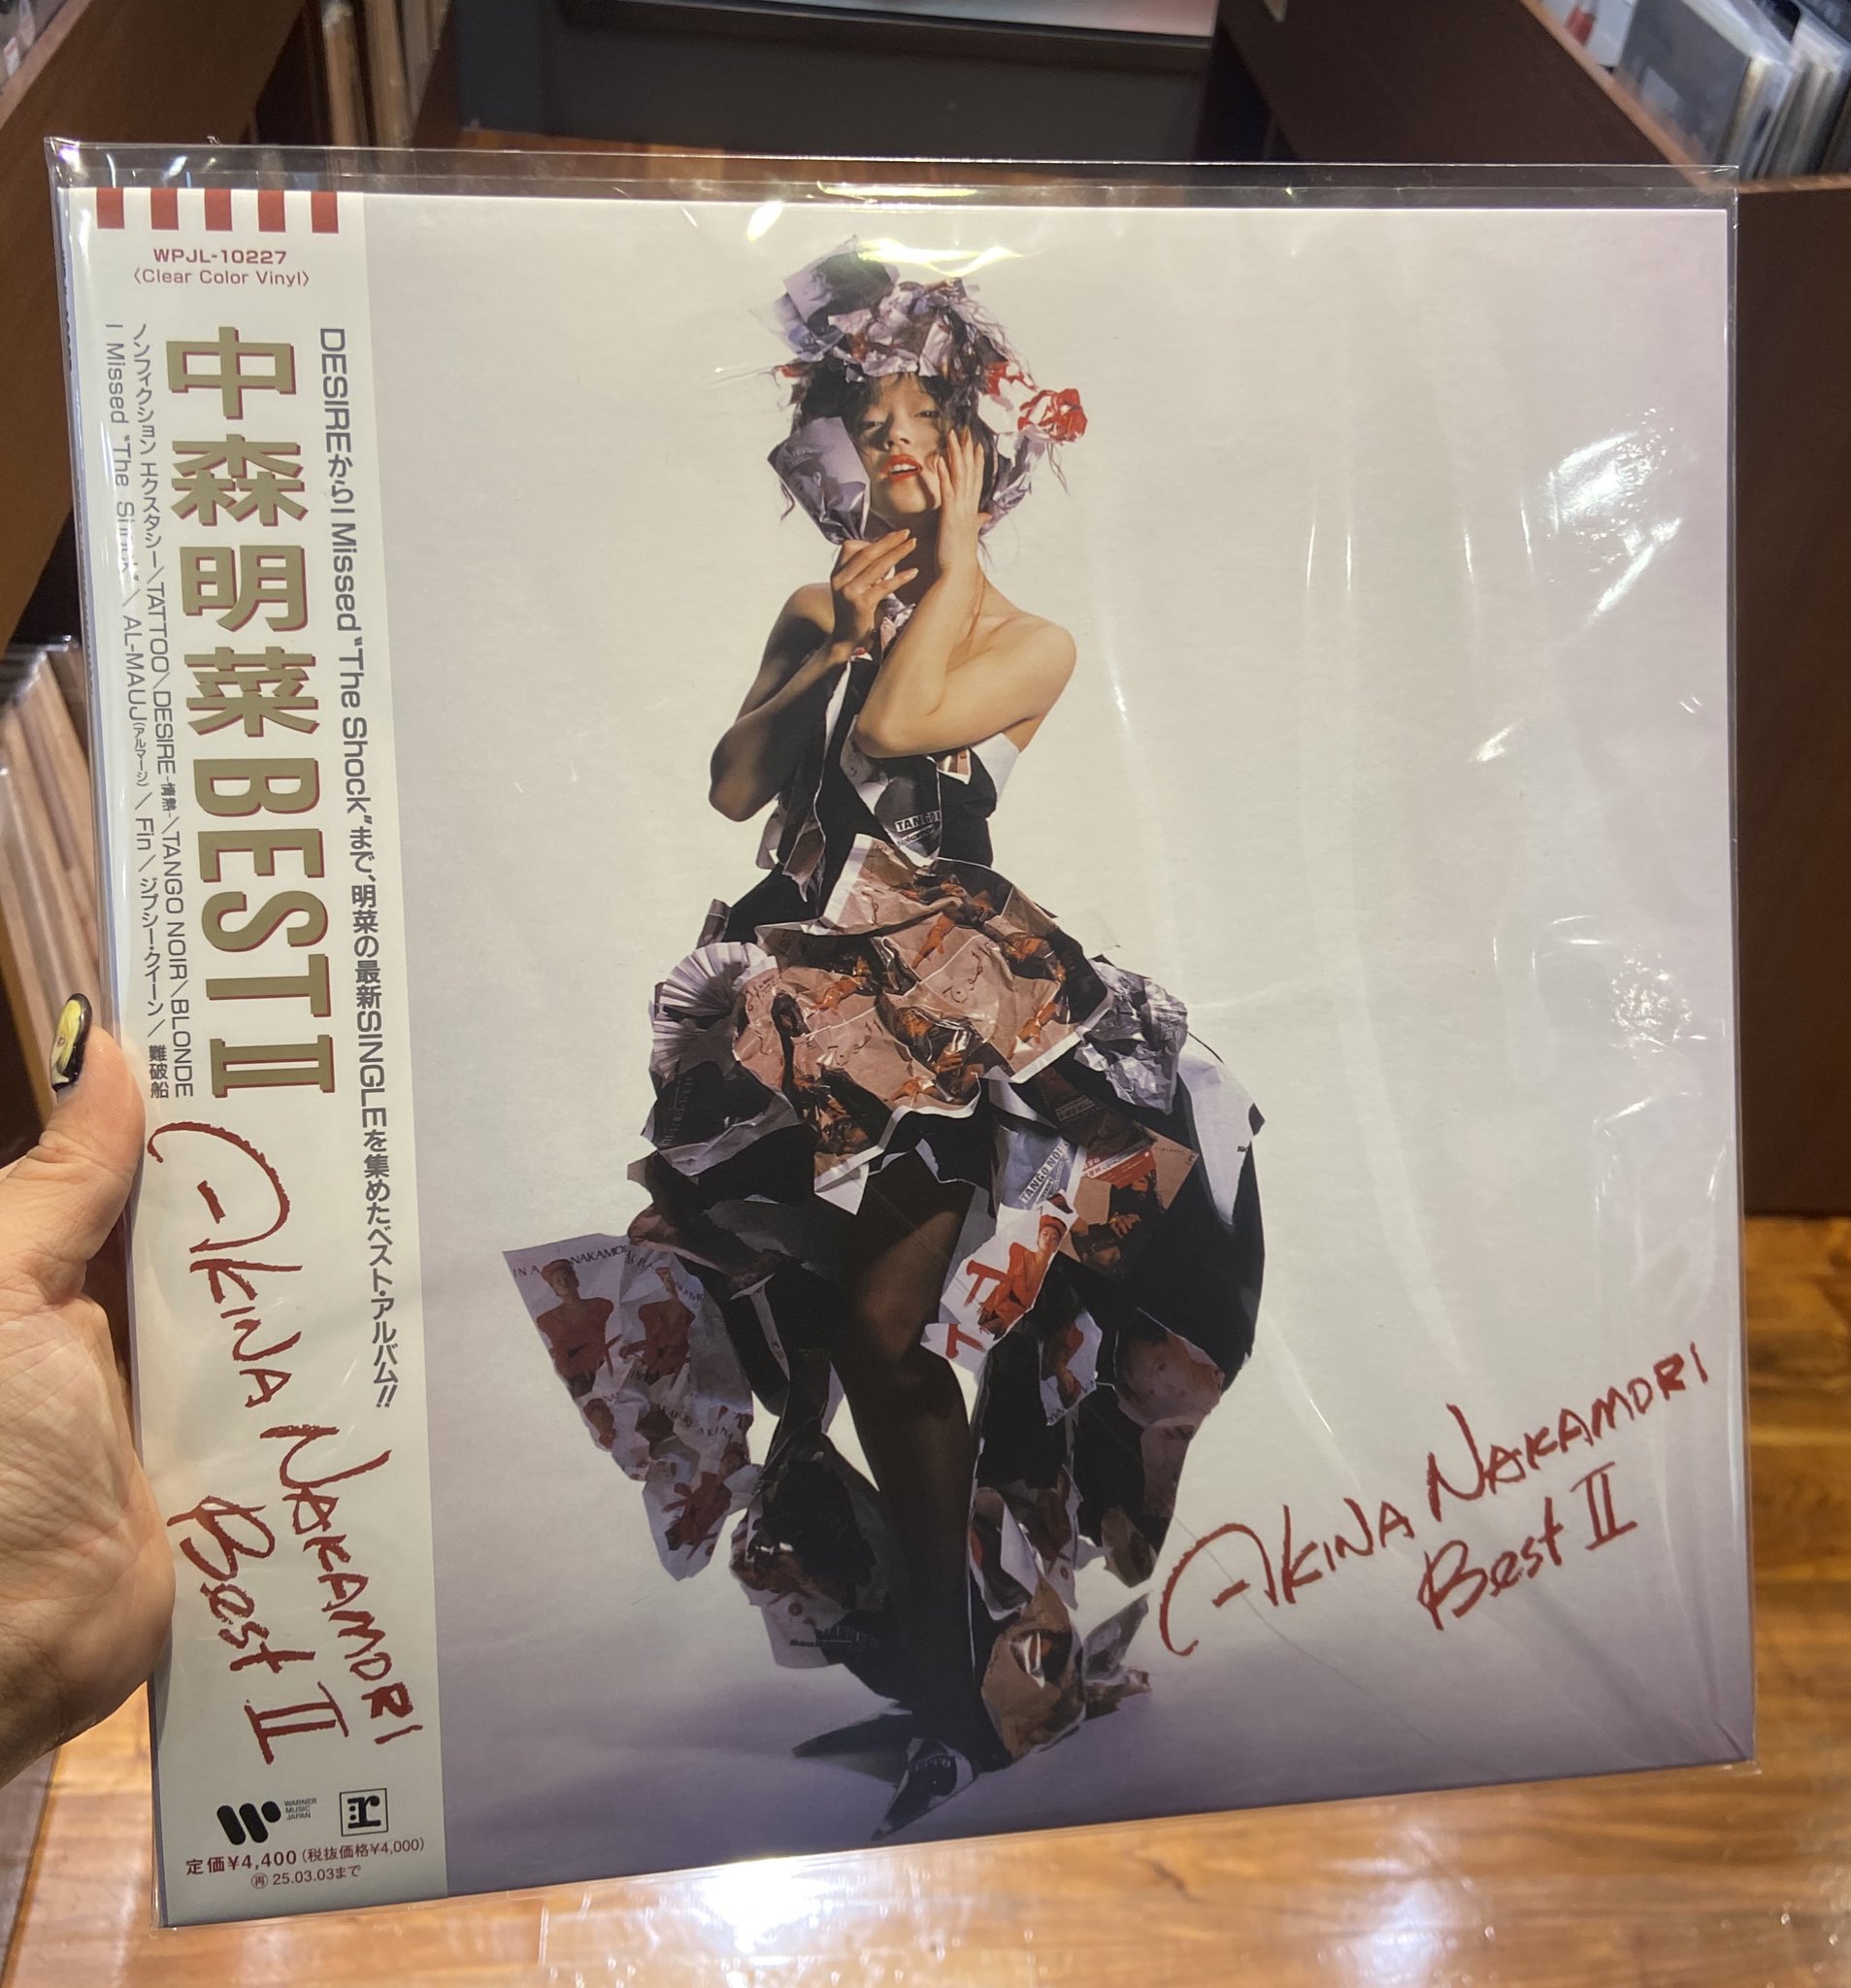 WPJL-10227
〈Clear Color Vinyl〉
DESIREからI Missed "The Shock"まで、明菜の最新SINGLEを集めたベスト・アルバム!!
中森明菜 BEST II
ノンフィクション エクスタシー/TATTOO/DESIRE-情熱-/TANGO NOIR/BLONDE
I Missed "The Shock"/AL-MAUJ(アルマージ)/Fin/ジプシー・クイーン/難破船
AKINA NAKAMORI
Best II
WARNER
MUSIC
JAPAN
r
定価¥4,400(税抜価格¥4,000)
再 25.03.03まで
TANGO
TANGO NOIR
AKINA NAKAMORI
Best II